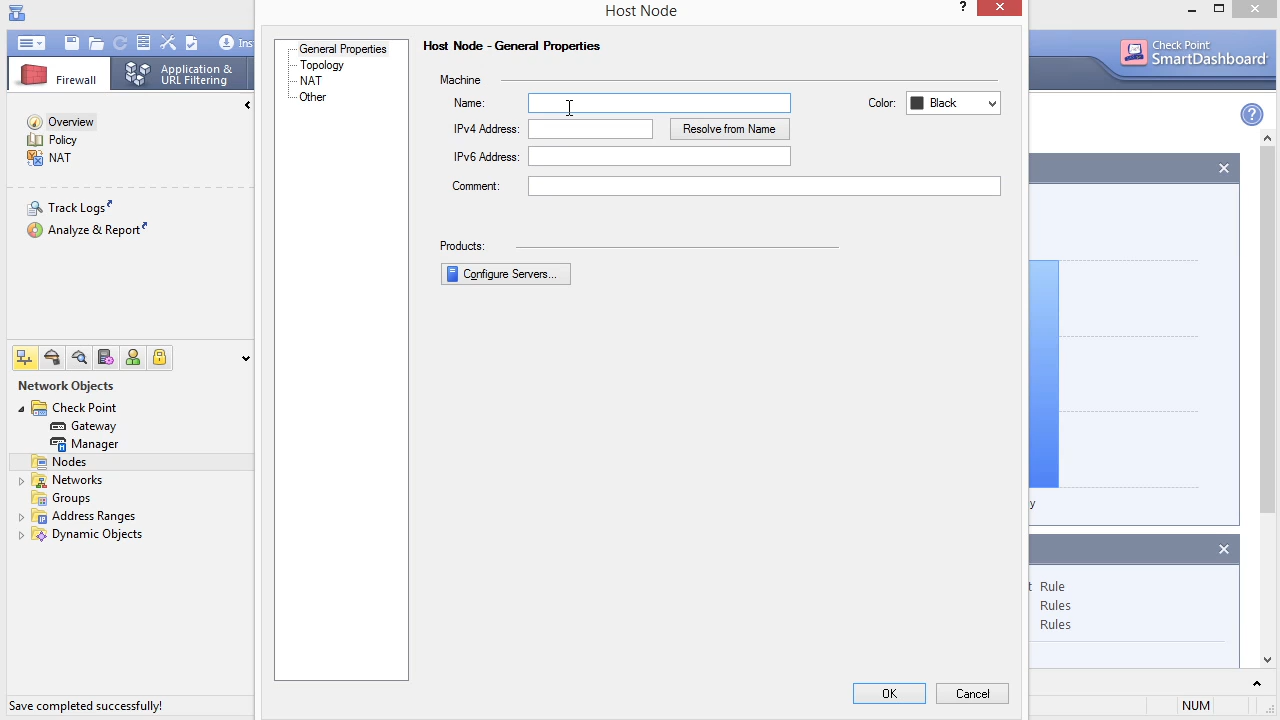 Host Node
?
Ins
Firewall
Application &
URL Filtering
Check Point
SmartDashboard
Overview
Policy
NAT
Track Logs
Analyze & Report
Network Objects
Check Point
Gateway
Manager
Nodes
Networks
Groups
Address Ranges
Dynamic Objects
Save completed successfully!
General Properties
Topology
NAT
Other
Host Node - General Properties
Machine
Name:
Color:
Black
IPv4 Address:
Resolve from Name
IPv6 Address:
Comment:
Products:
Configure Servers...
OK
Cancel
?
y
t Rule
Rules
Rules
NUM